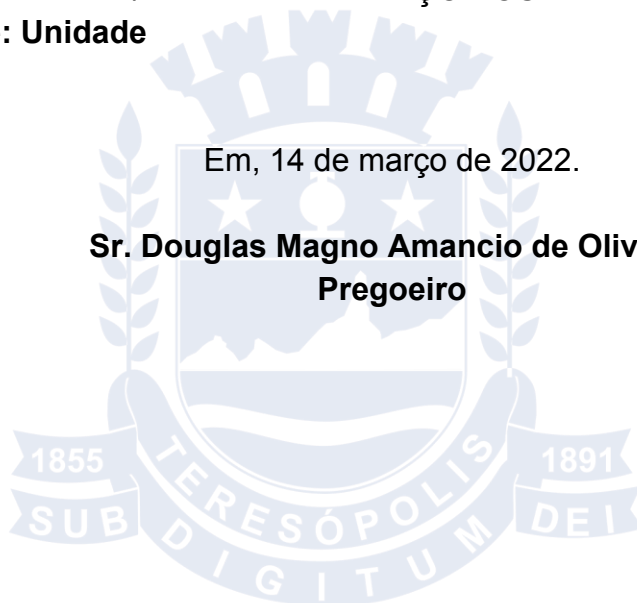 : Unidade
Em, 14 de março de 2022.
Sr. Douglas Magno Amancio de Oliv
Pregoeiro
1855
1891
TERESÓPOLIS
SUB DIGITUM DEI